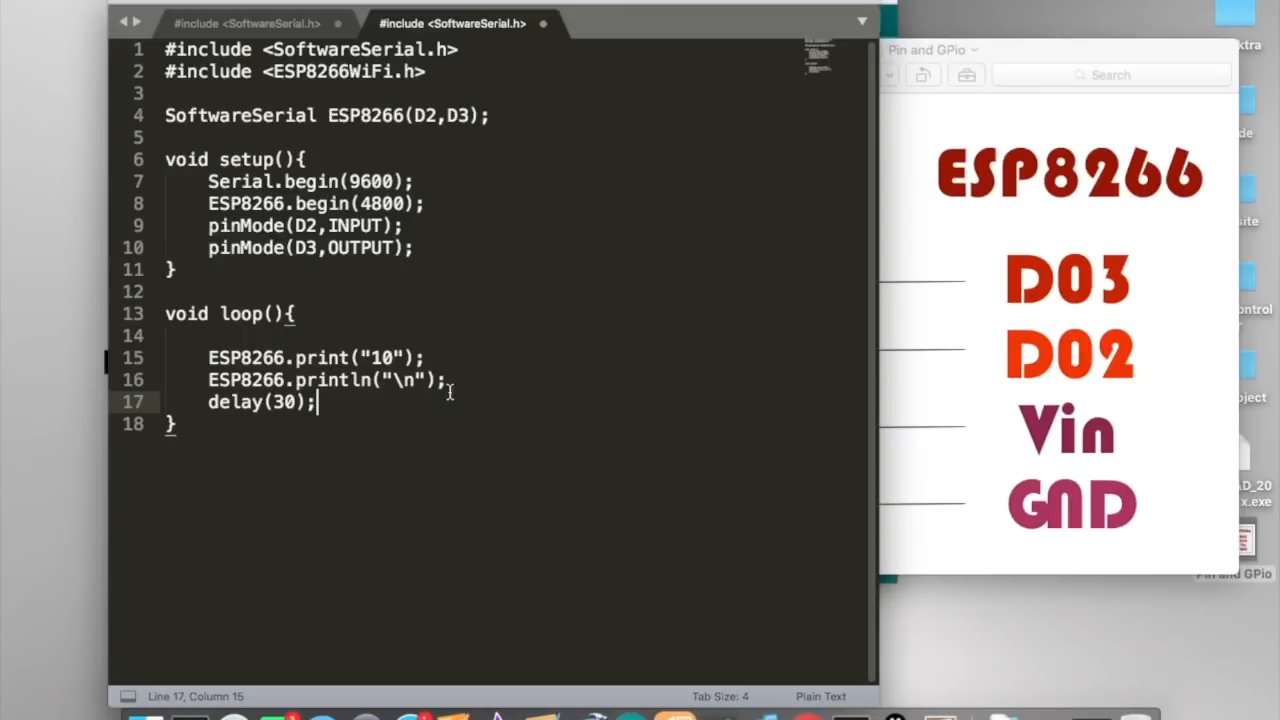 #include <SoftwareSerial.h>
#include <SoftwareSerial.h>
1 #include <SoftwareSerial.h>
2 #include <ESP8266WiFi.h>
3
4 SoftwareSerial ESP8266(D2,D3);
5
6 void setup(){
7 Serial.begin(9600);
8 ESP8266.begin(4800);
9 pinMode(D2,INPUT);
10 pinMode(D3,OUTPUT);
11 }
12
13 void loop(){
14
15 ESP8266.print("10");
16 ESP8266.println("\n");
17 delay(30);
18 }
Line 17, Column 15
Tab Size: 4
Plain Text
Pin and GPio
Search
ESP8266
D03
D02
Vin
GND
Pin and GPio